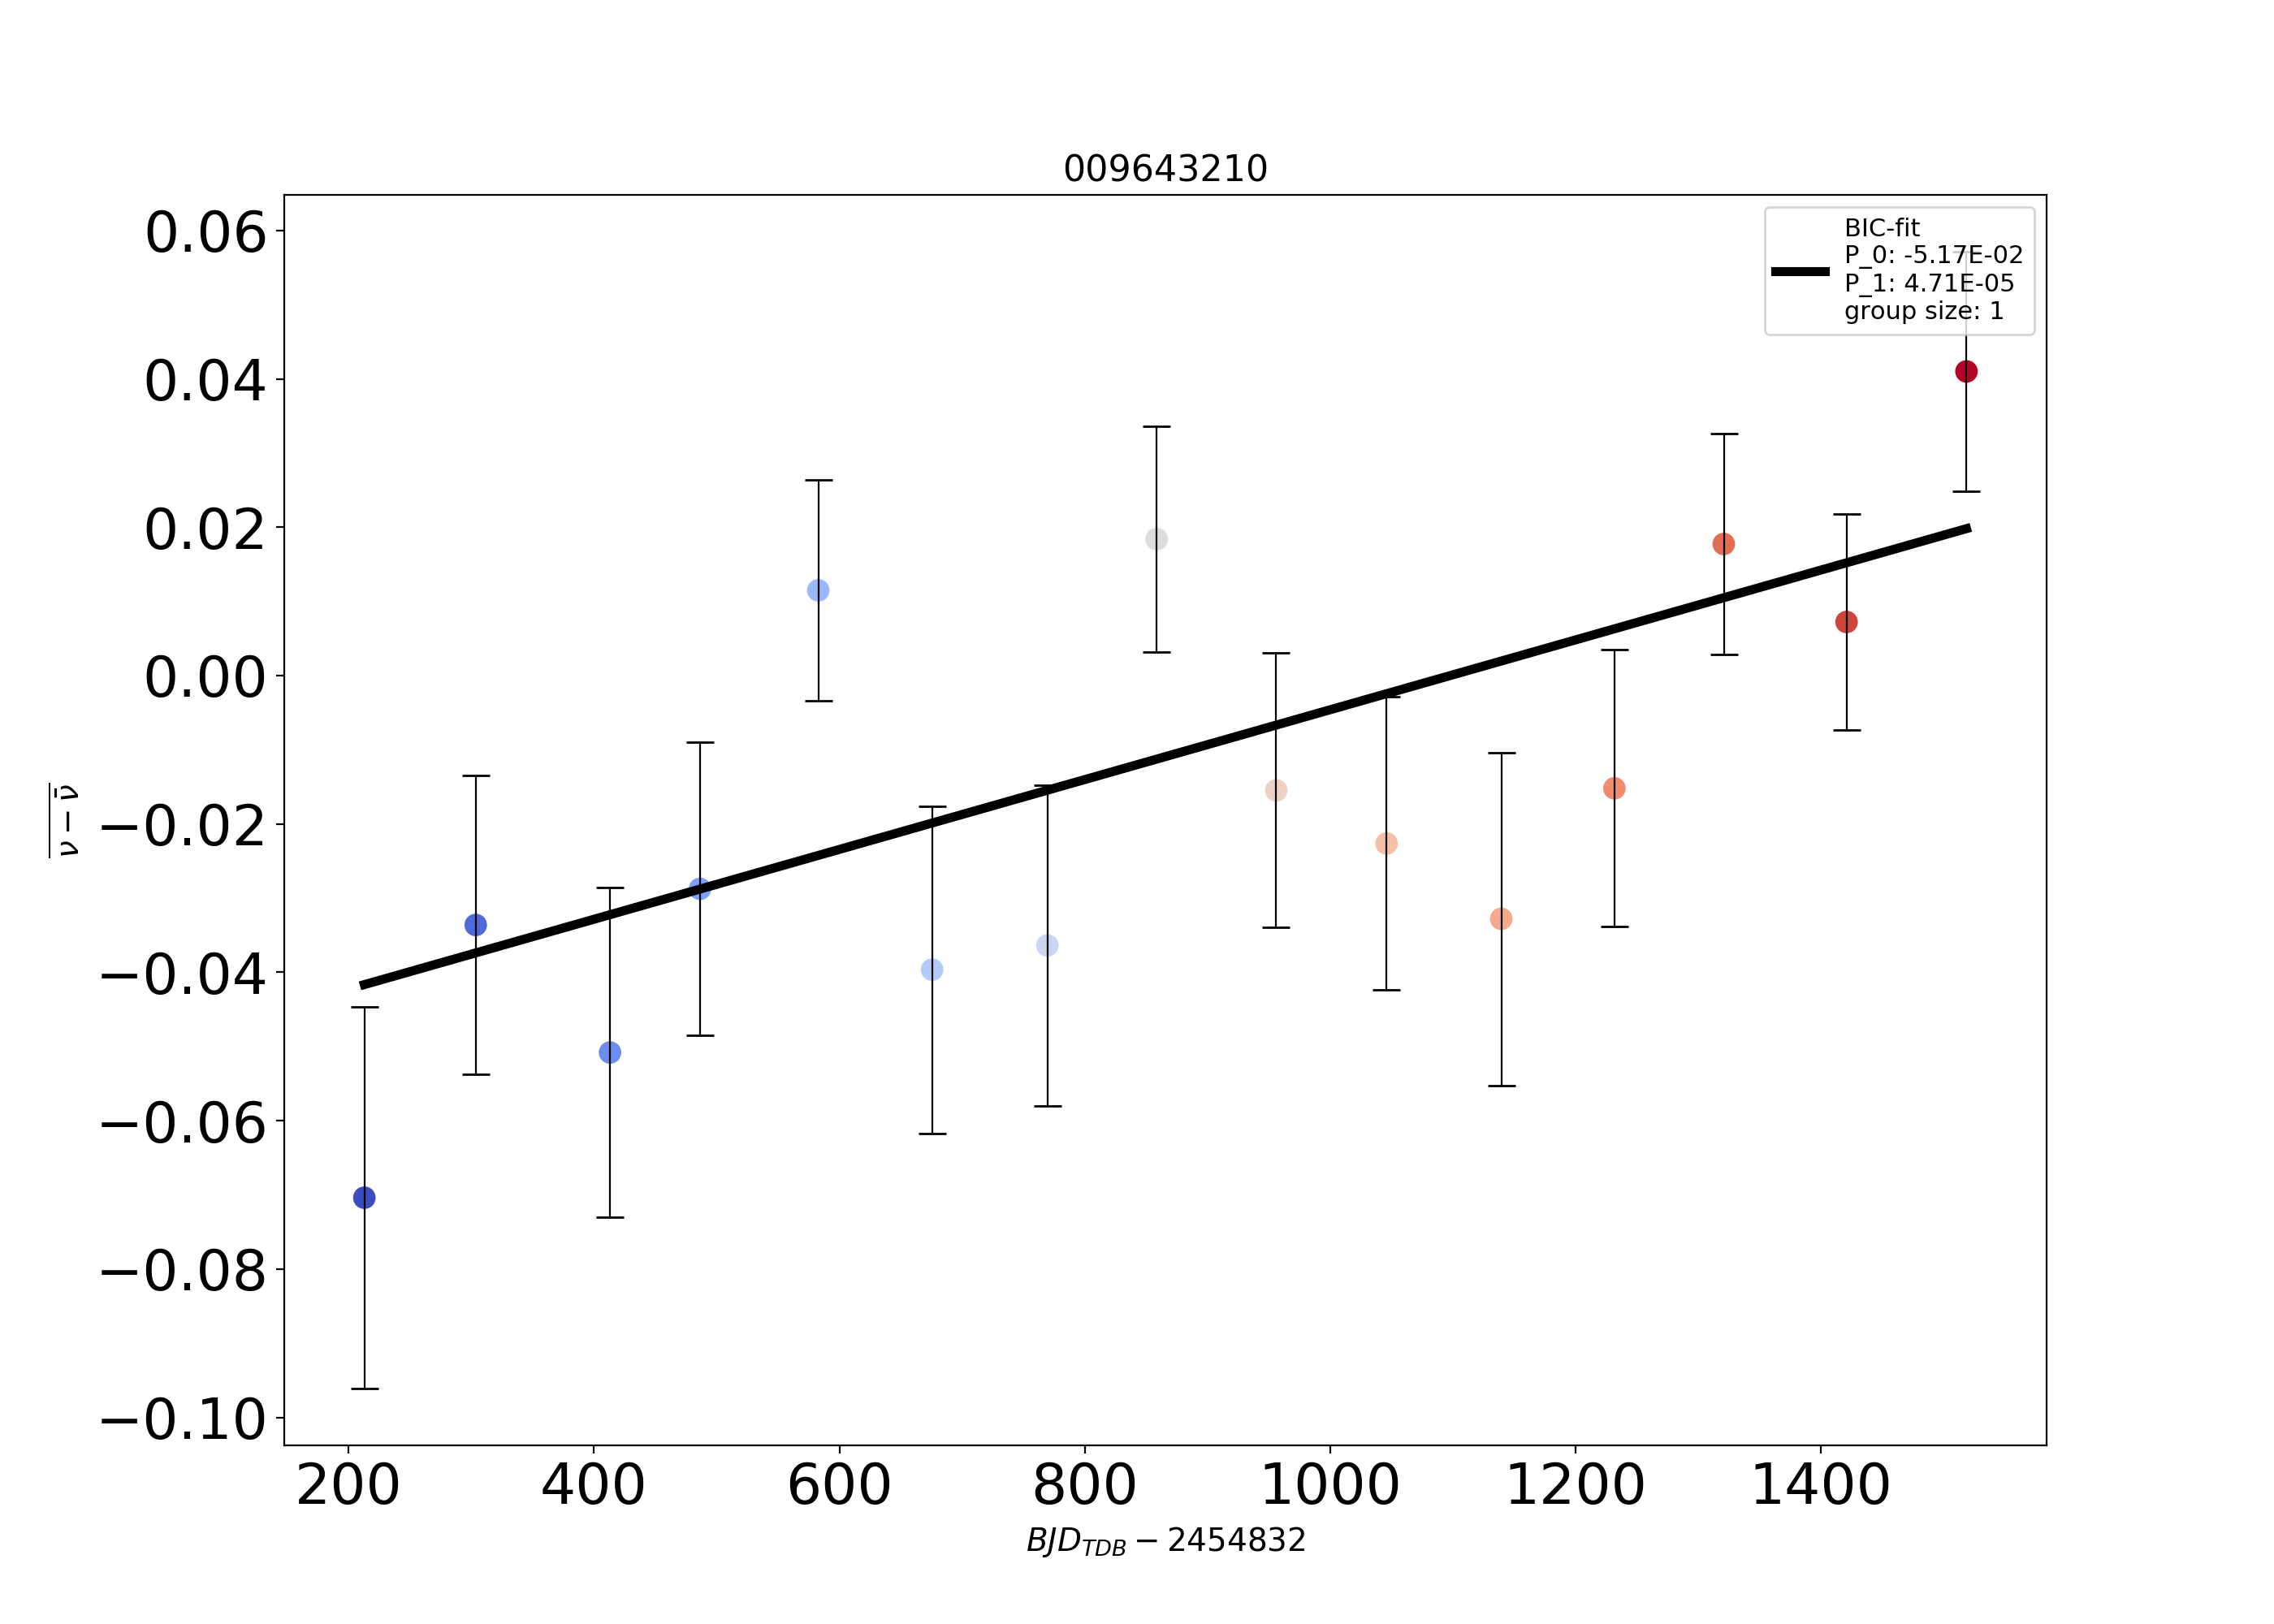 009643210
BIC-fit
P_0: -5.17E-02
P_1: 4.71E-05
group size: 1
0.06
0.04
0.02
0.00
−0.02
−0.04
−0.06
−0.08
−0.10
ν − ν̄
200 400 600 800 1000 1200 1400
BJD_TDB − 2454832